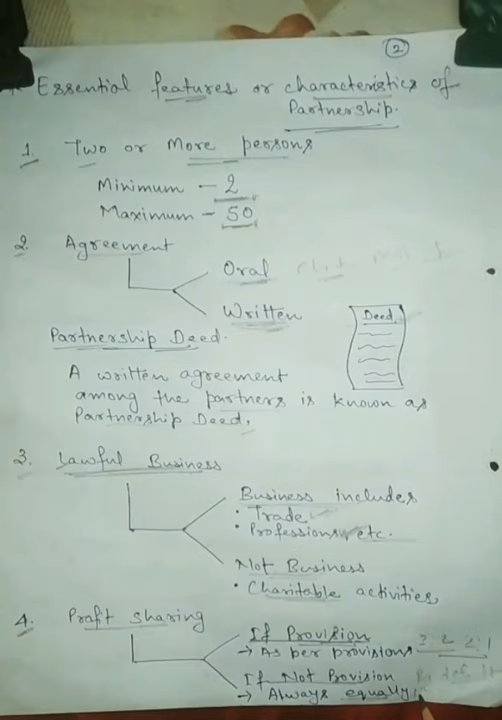 2
Essential features or characteristics of
Partnership.
1. Two or More persons
Minimum - 2
Maximum - 50
2. Agreement
Oral
Written
Deed
Partnership Deed.
A written agreement
among the partners is known as
Partnership Deed.
3. Lawful Business
Business includes
• Trade
• Professions, etc.
Not Business
• Charitable activities
4. Profit sharing
If Provision
→ As per provisions
If Not Provision
→ Always equally